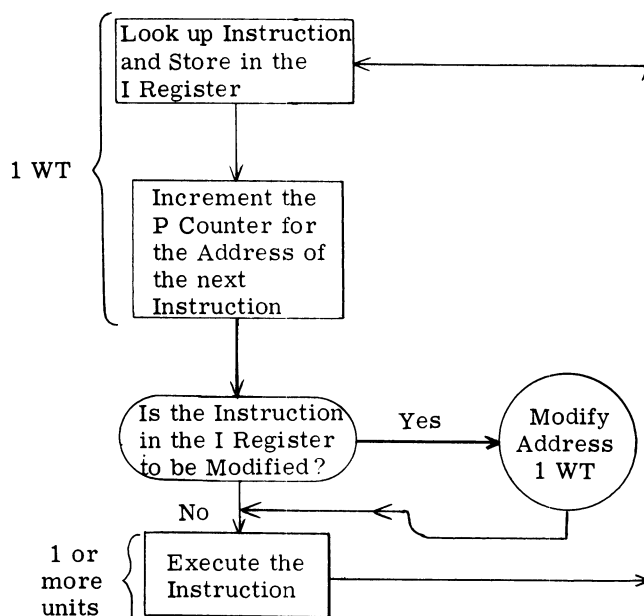 Look up Instruction
and Store in the
I Register
1 WT
Increment the
P Counter for
the Address of
the next
Instruction
Is the Instruction
in the I Register
to be Modified?
Yes
Modify
Address
1 WT
No
1 or
more
units
Execute the
Instruction